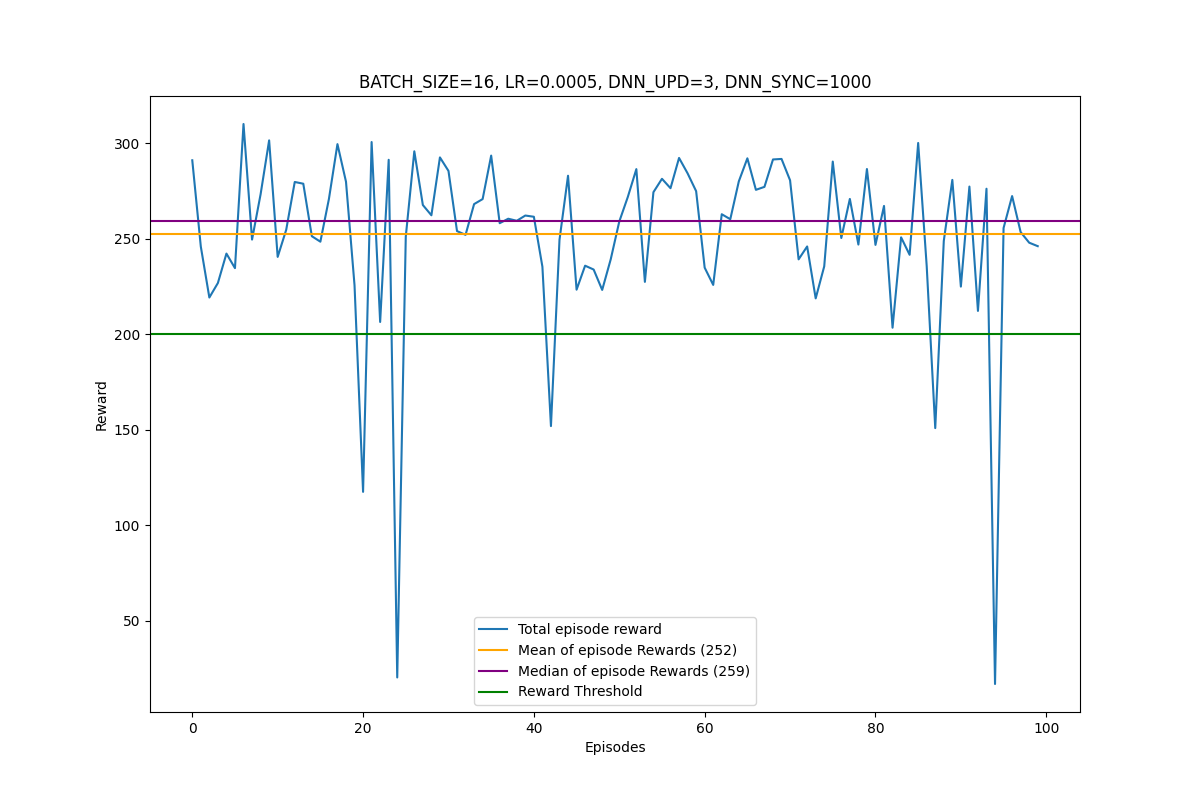 BATCH_SIZE=16, LR=0.0005, DNN_UPD=3, DNN_SYNC=1000
300
250
200
150
100
50
Reward
Total episode reward
Mean of episode Rewards (252)
Median of episode Rewards (259)
Reward Threshold
0 20 40 60 80 100
Episodes